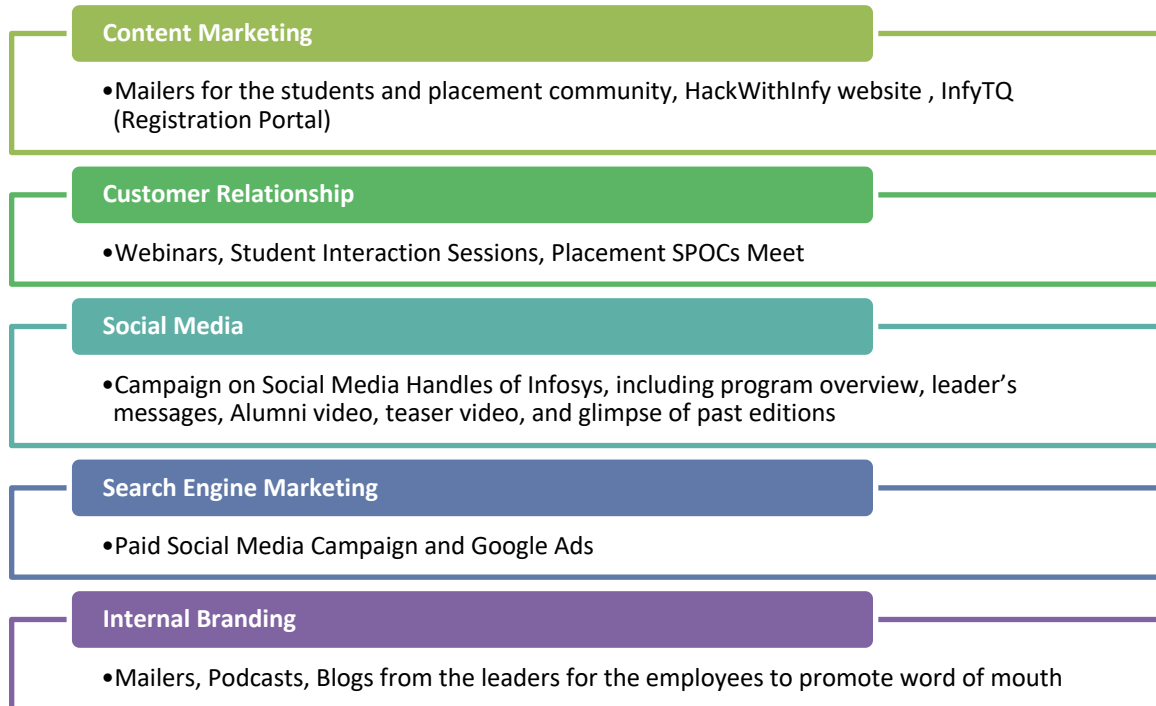 Content Marketing
•Mailers for the students and placement community, HackWithInfy website , InfyTQ
(Registration Portal)
Customer Relationship
•Webinars, Student Interaction Sessions, Placement SPOCs Meet
Social Media
•Campaign on Social Media Handles of Infosys, including program overview, leader’s
messages, Alumni video, teaser video, and glimpse of past editions
Search Engine Marketing
•Paid Social Media Campaign and Google Ads
Internal Branding
•Mailers, Podcasts, Blogs from the leaders for the employees to promote word of mouth